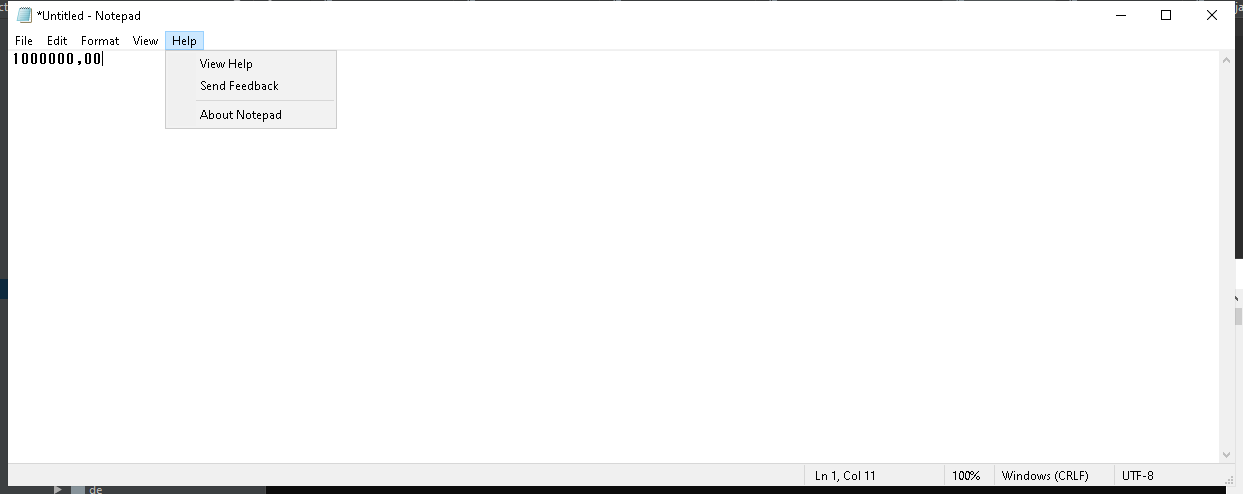 *Untitled - Notepad
File Edit Format View Help
1000000,00
View Help
Send Feedback
About Notepad
Ln 1, Col 11 100% Windows (CRLF) UTF-8
de